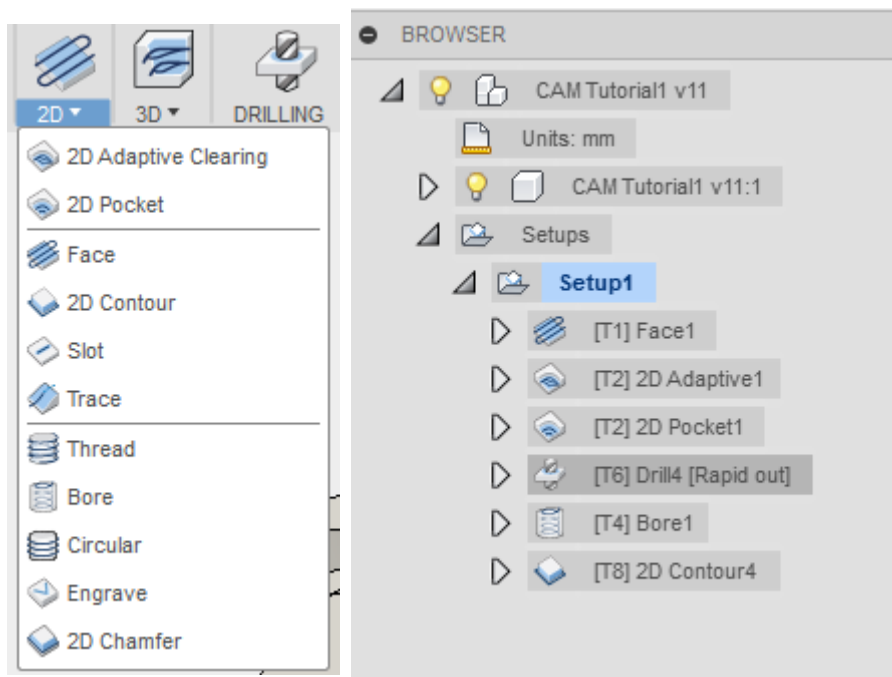 2D
3D
DRILLING
2D Adaptive Clearing
2D Pocket
Face
2D Contour
Slot
Trace
Thread
Bore
Circular
Engrave
2D Chamfer
BROWSER
CAM Tutorial1 v11
Units: mm
CAM Tutorial1 v11:1
Setups
Setup1
[T1] Face1
[T2] 2D Adaptive1
[T2] 2D Pocket1
[T6] Drill4 [Rapid out]
[T4] Bore1
[T8] 2D Contour4